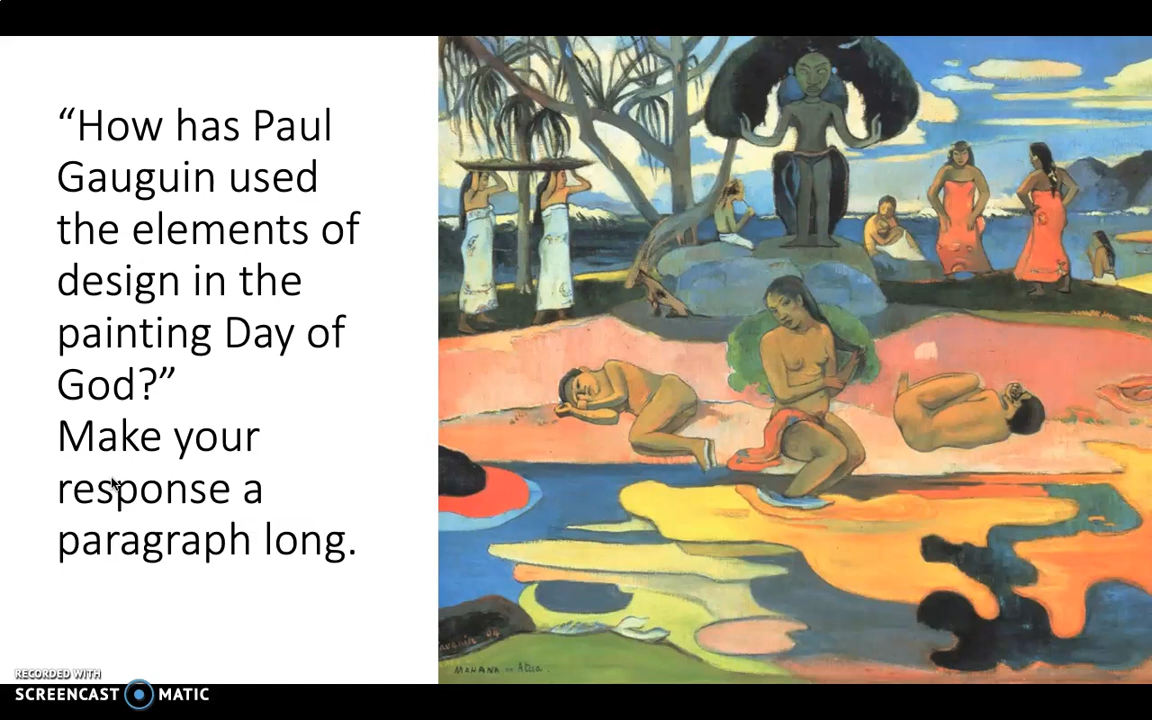 “How has Paul
Gauguin used
the elements of
design in the
painting Day of
God?”
Make your
response a
paragraph long.
MAHANA no Atua
RECORDED WITH
SCREENCAST MATIC